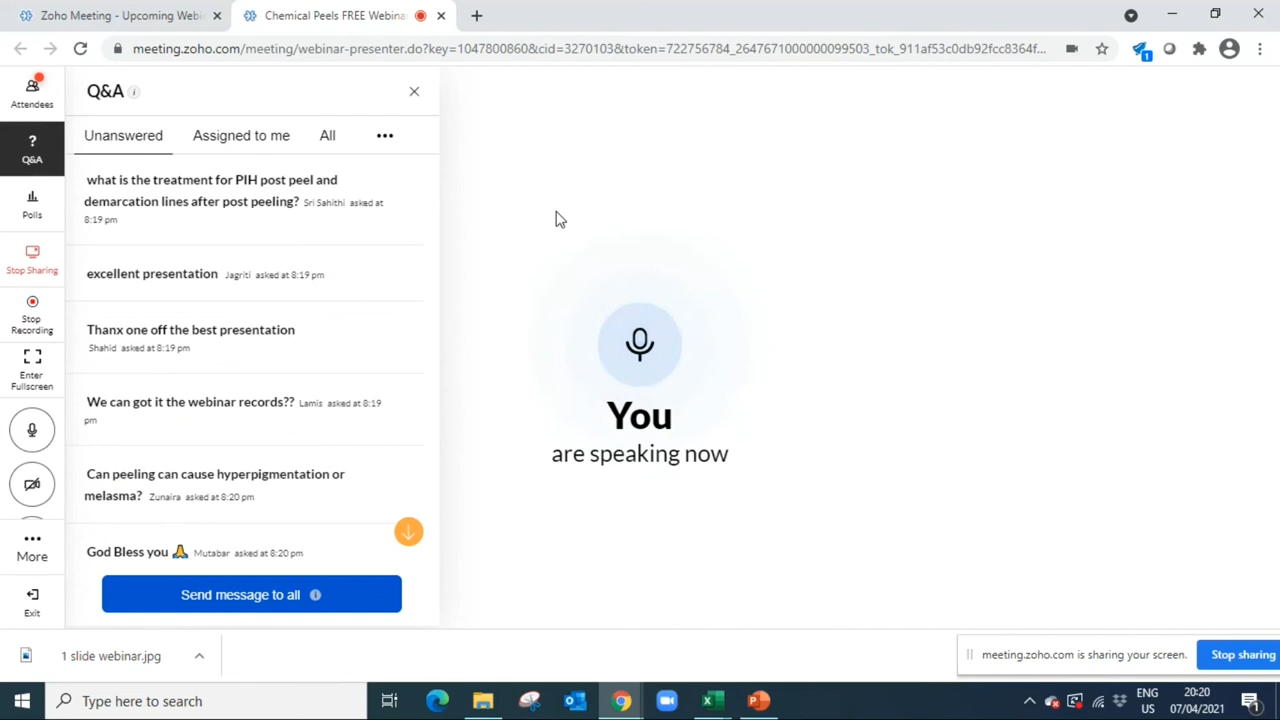 Zoho Meeting - Upcoming Webi
Chemical Peels FREE Webina
meeting.zoho.com/meeting/webinar-presenter.do?key=1047800860&cid=3270103&token=722756784_2647671000000099503_tok_911af53c0db92fcc8364f...
1
Attendees
?
Q&A
Polls
Stop Sharing
Stop
Recording
Enter
Fullscreen
More
Exit
Q&A i
Unanswered Assigned to me All
what is the treatment for PIH post peel and
demarcation lines after post peeling? Sri Sahithi asked at
8:19 pm
excellent presentation Jagriti asked at 8:19 pm
Thanx one off the best presentation
Shahid asked at 8:19 pm
We can got it the webinar records?? Lamis asked at 8:19
pm
Can peeling can cause hyperpigmentation or
melasma? Zunaira asked at 8:20 pm
God Bless you 🙏 Mutabar asked at 8:20 pm
Send message to all i
You
are speaking now
1 slide webinar.jpg
meeting.zoho.com is sharing your screen. Stop sharing
Type here to search
ENG
US
20:20
07/04/2021
1